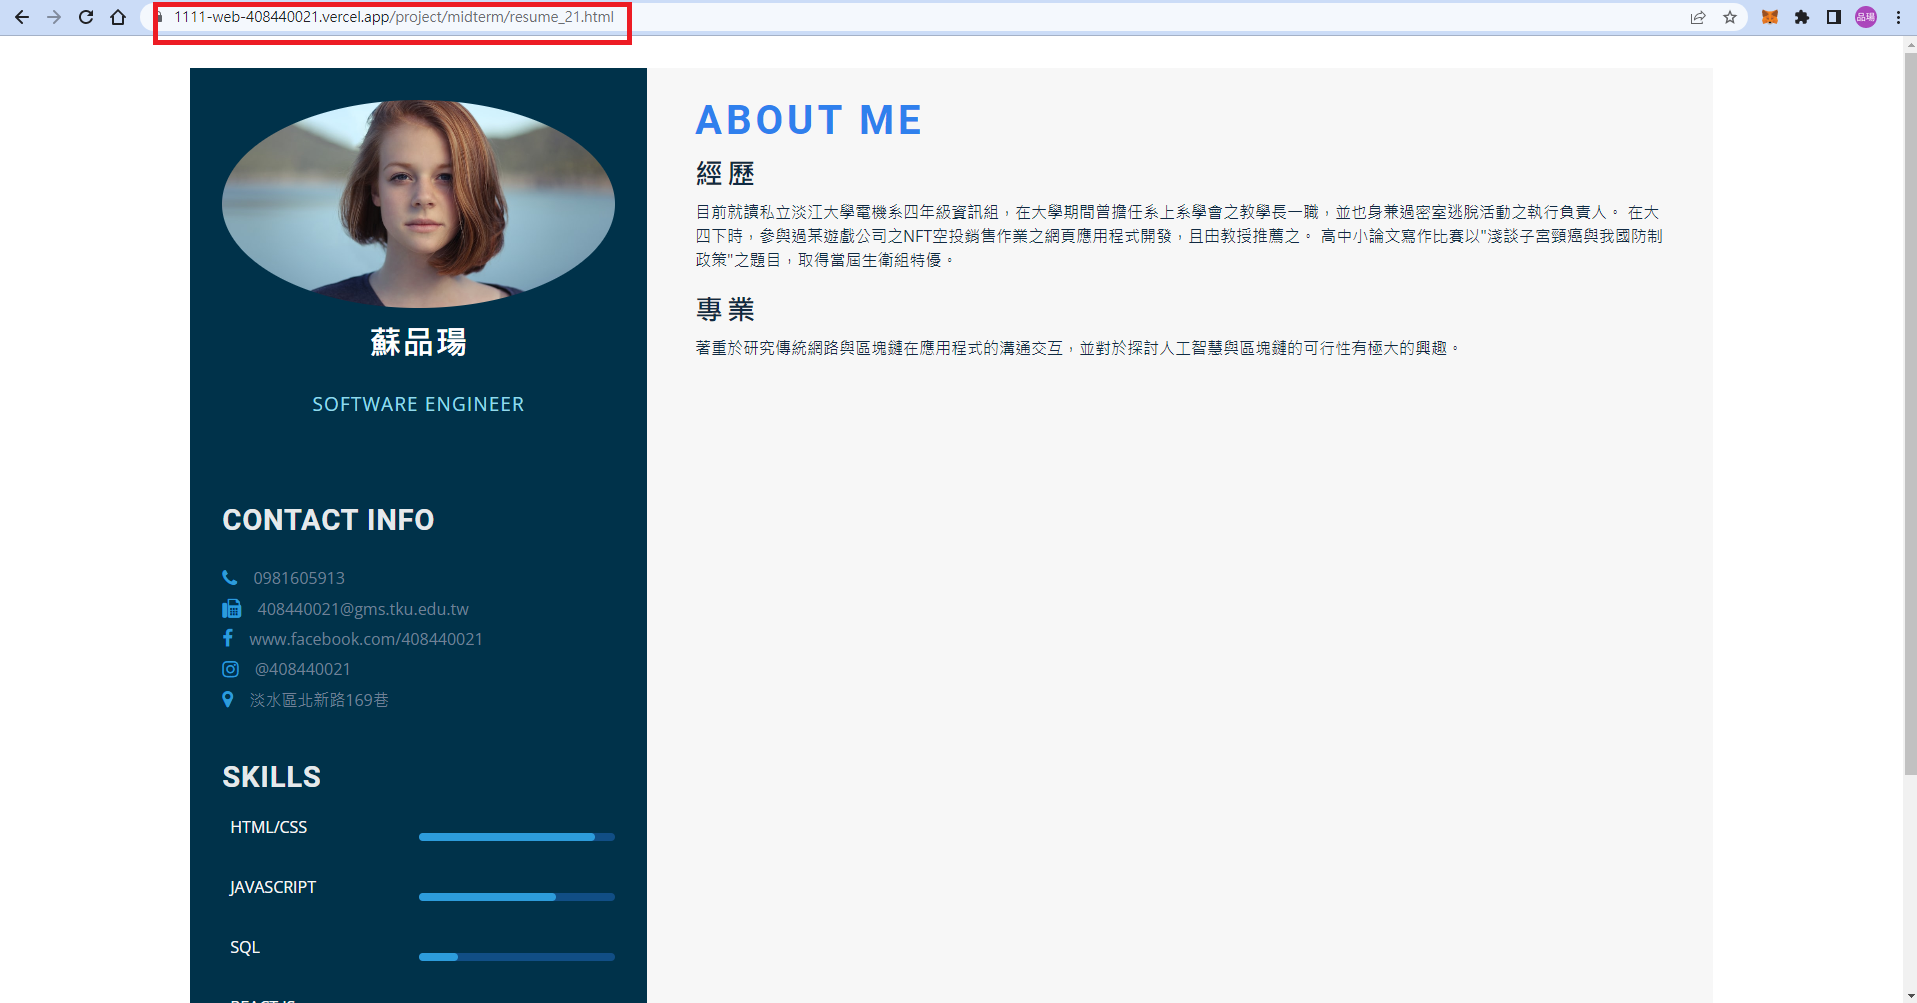 1111-web-408440021.vercel.app/project/midterm/resume_21.html
品瑒
蘇品瑒
SOFTWARE ENGINEER
CONTACT INFO
0981605913
408440021@gms.tku.edu.tw
www.facebook.com/408440021
@408440021
淡水區北新路169巷
SKILLS
HTML/CSS
JAVASCRIPT
SQL
ABOUT ME
經歷
目前就讀私立淡江大學電機系四年級資訊組，在大學期間曾擔任系上系學會之教學長一職，並也身兼過密室逃脫活動之執行負責人。 在大
四下時，參與過某遊戲公司之NFT空投銷售作業之網頁應用程式開發，且由教授推薦之。 高中小論文寫作比賽以"淺談子宮頸癌與我國防制
政策"之題目，取得當屆生衛組特優。
專業
著重於研究傳統網路與區塊鏈在應用程式的溝通交互，並對於探討人工智慧與區塊鏈的可行性有極大的興趣。